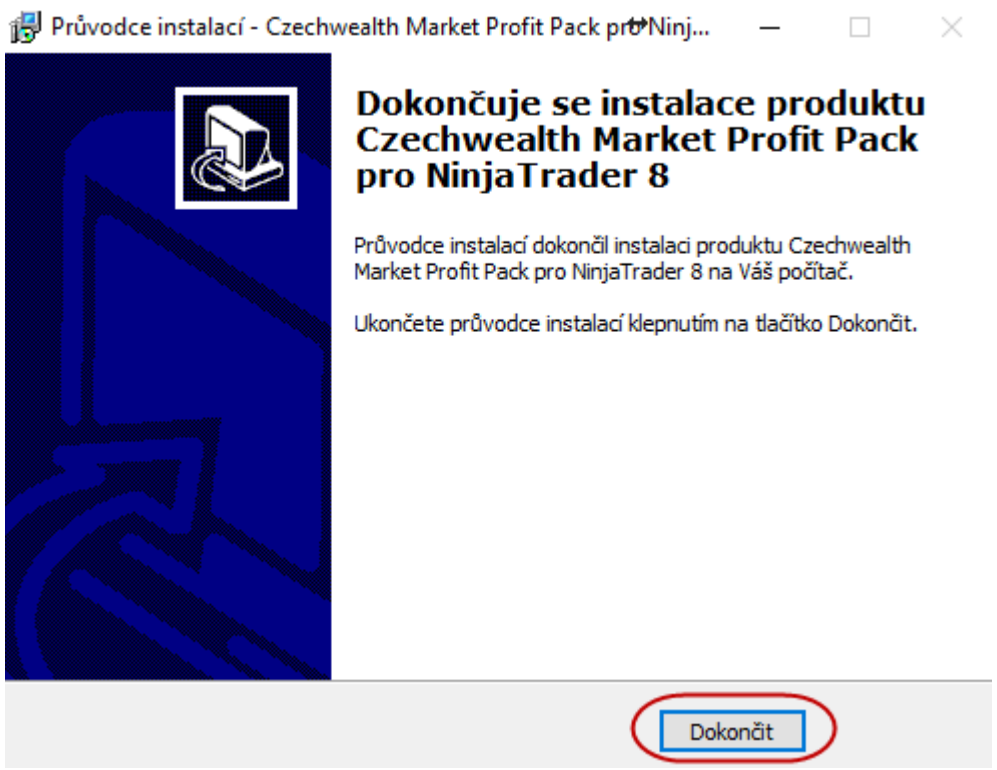 Průvodce instalací - Czechwealth Market Profit Pack pro Ninj...
Dokončuje se instalace produktu
Czechwealth Market Profit Pack
pro NinjaTrader 8
Průvodce instalací dokončil instalaci produktu Czechwealth
Market Profit Pack pro NinjaTrader 8 na Váš počítač.
Ukončete průvodce instalací klepnutím na tlačítko Dokončit.
Dokončit